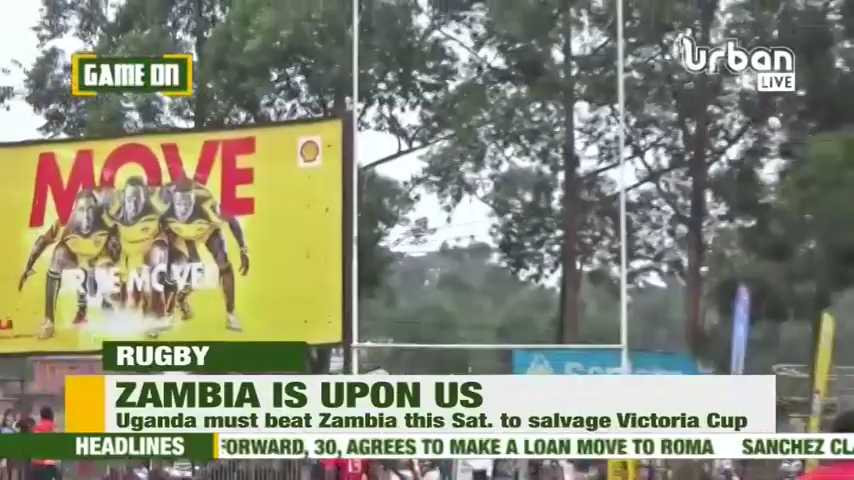 GAME ON
Urban
LIVE
MOVE
RUGBY
ZAMBIA IS UPON US
Uganda must beat Zambia this Sat. to salvage Victoria Cup
HEADLINES
FORWARD, 30, AGREES TO MAKE A LOAN MOVE TO ROMA SANCHEZ CLA